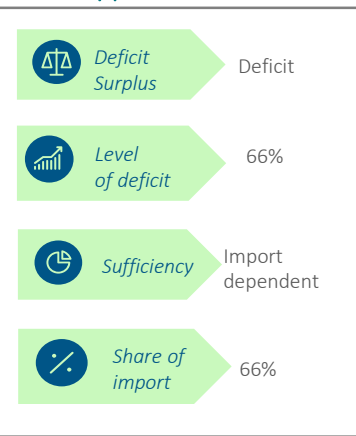 Deficit
Surplus
Deficit
Level
of deficit
66%
Sufficiency
Import
dependent
Share of
import
66%